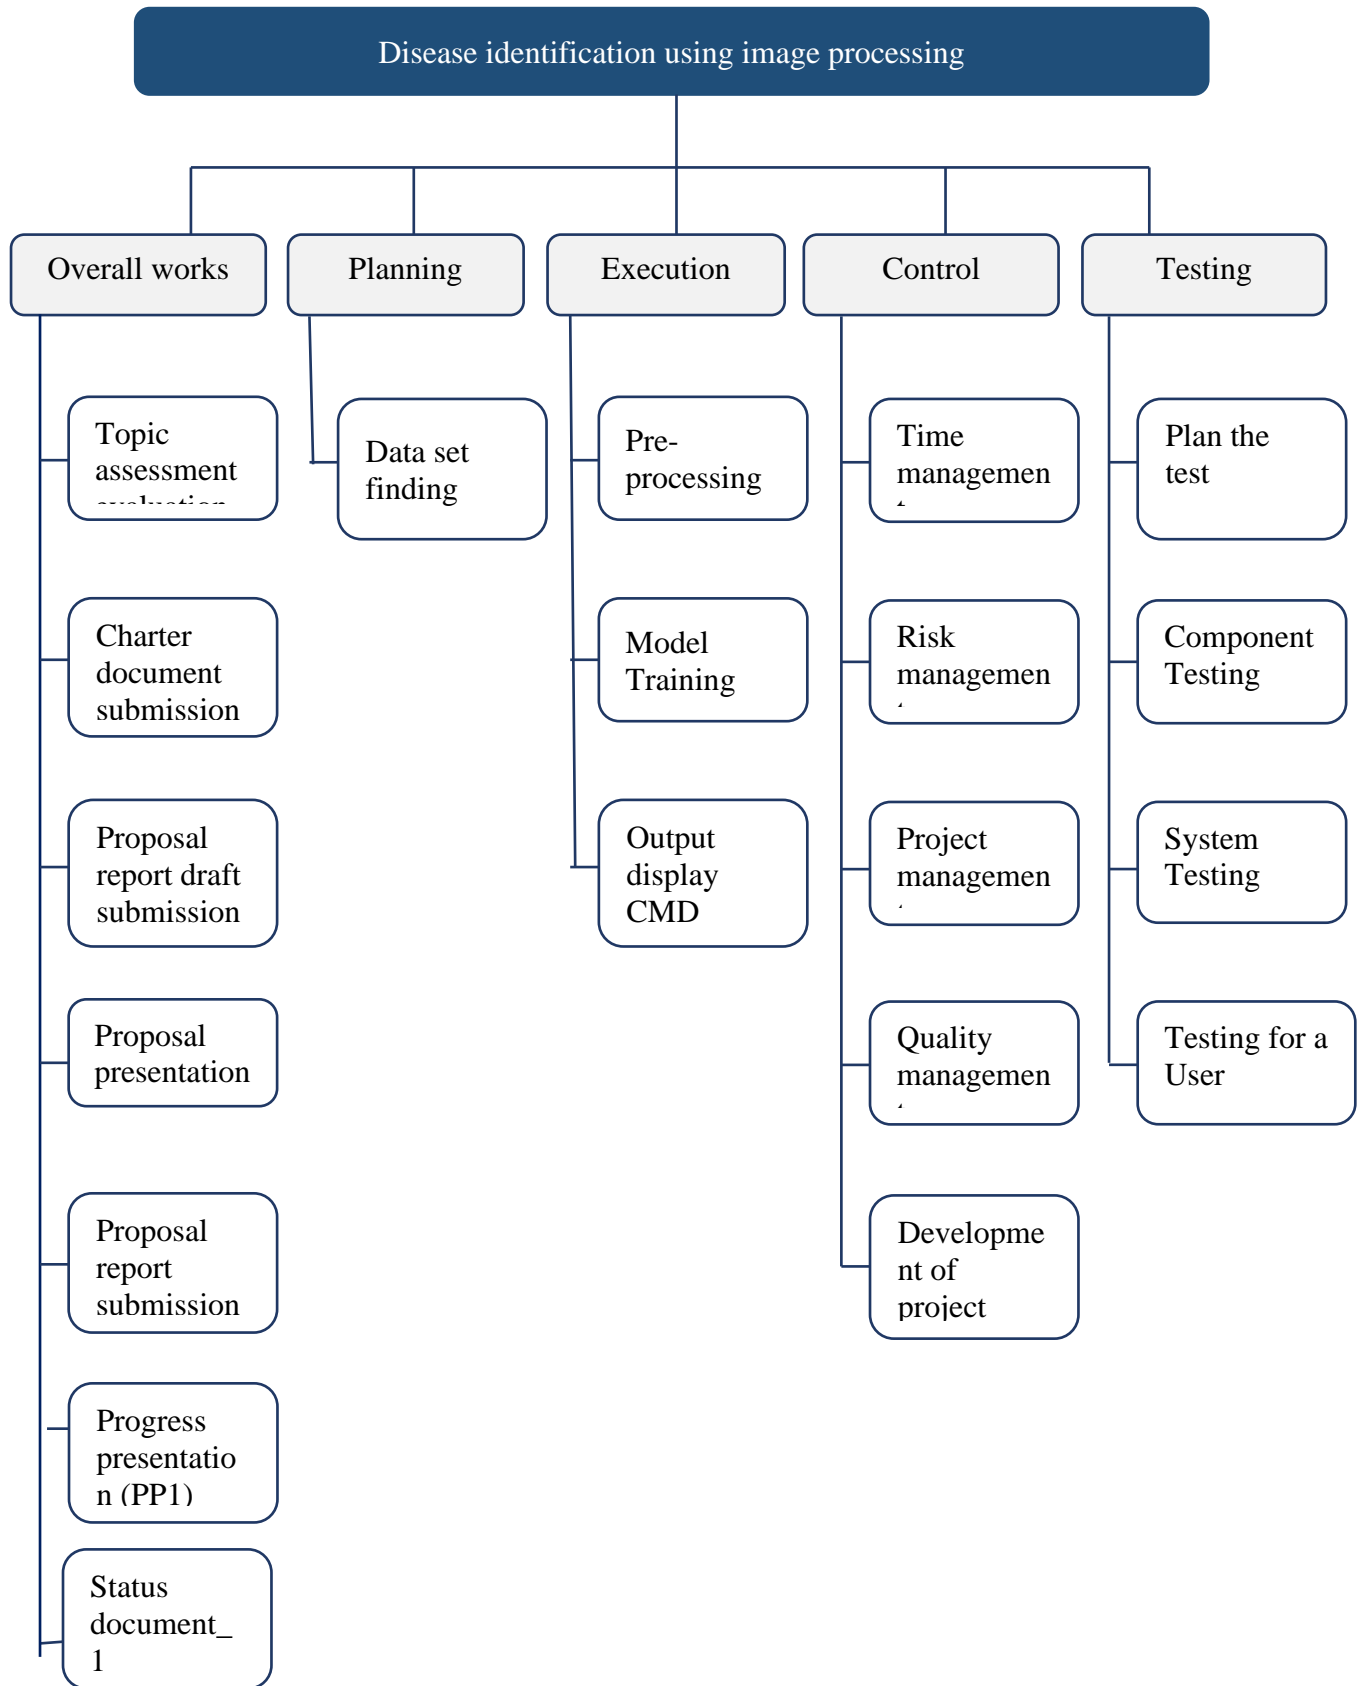 Disease identification using image processing
Overall works
Planning
Execution
Control
Testing
Topic
assessment
Charter
document
submission
Proposal
report draft
submission
Proposal
presentation
Proposal
report
submission
Progress
presentatio
n (PP1)
Status
document_
1
Data set
finding
Pre-
processing
Model
Training
Output
display
CMD
Time
managemen
Risk
managemen
Project
managemen
Quality
managemen
Developme
nt of
project
Plan the
test
Component
Testing
System
Testing
Testing for a
User